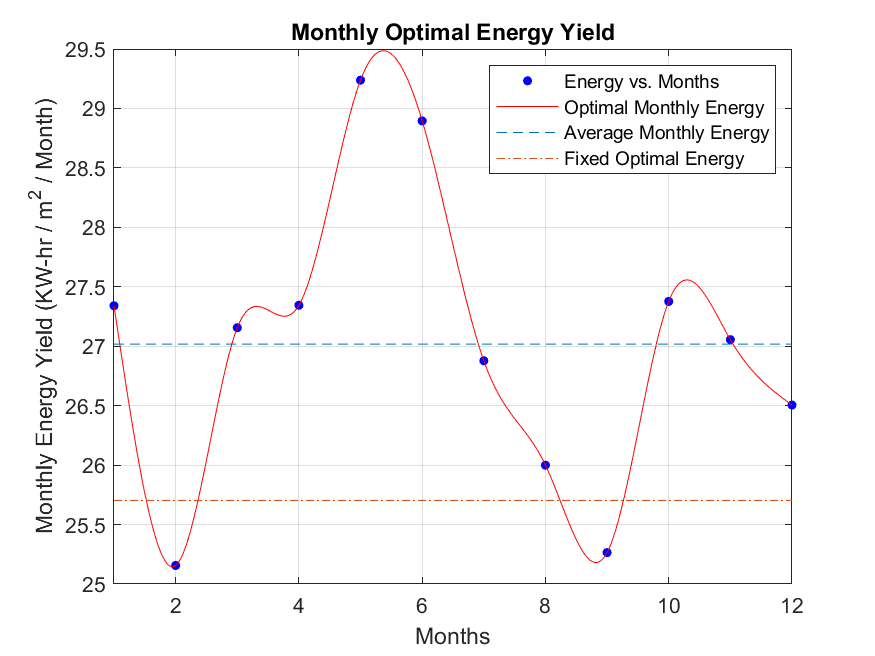 Monthly Optimal Energy Yield
Monthly Energy Yield (KW-hr / m² / Month)
29.5
29
28.5
28
27.5
27
26.5
26
25.5
25
Energy vs. Months
Optimal Monthly Energy
Average Monthly Energy
Fixed Optimal Energy
2 4 6 8 10 12
Months